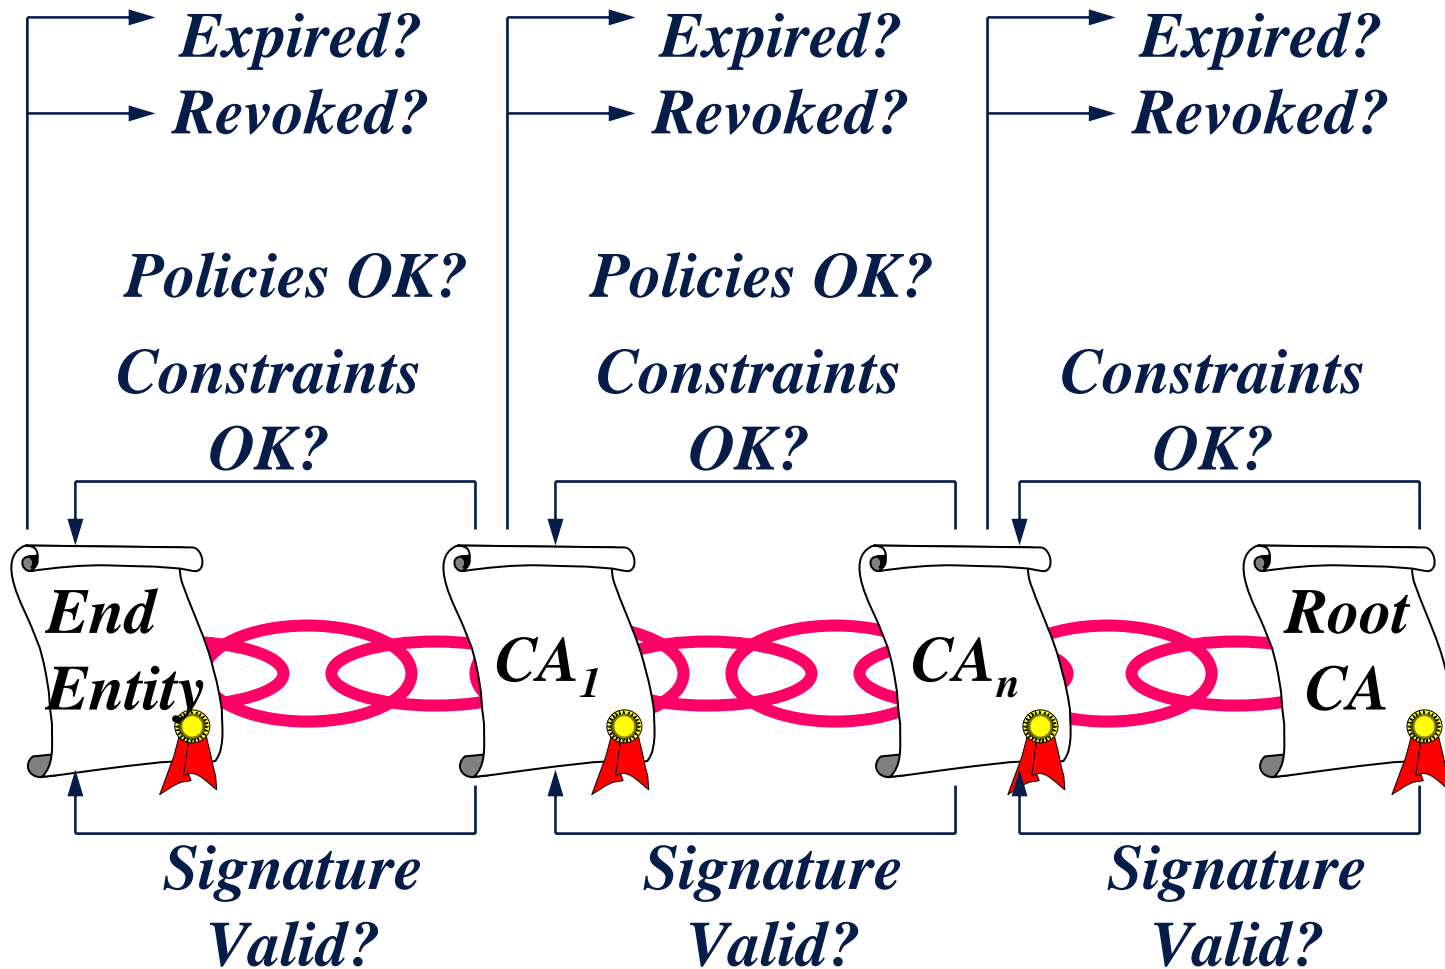 Expired? Expired? Expired?
Revoked? Revoked? Revoked?
Policies OK? Policies OK?
Constraints Constraints Constraints
OK? OK? OK?
End
Entity
CA1
CAn
Root
CA
Signature Signature Signature
Valid? Valid? Valid?